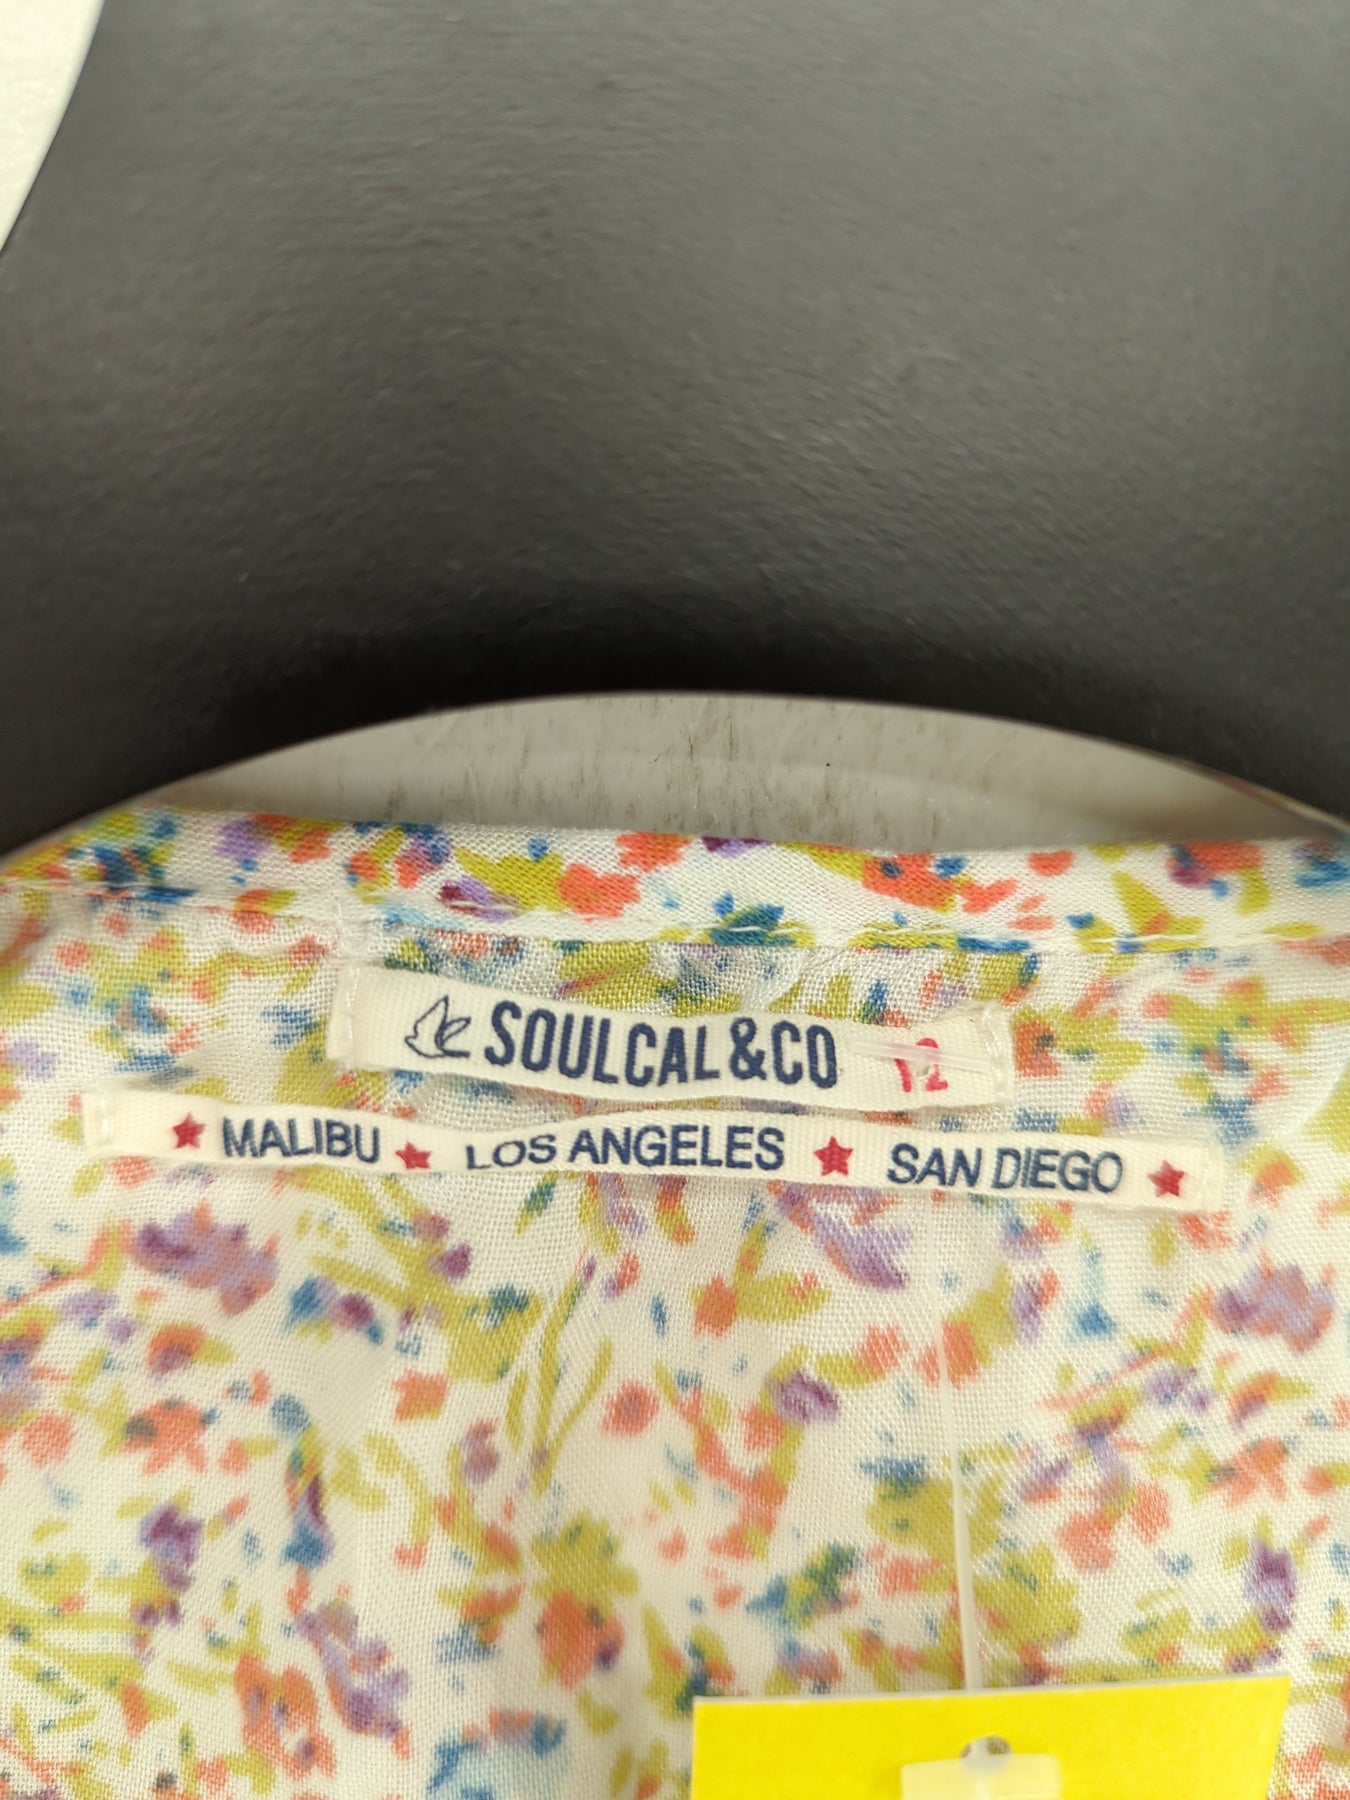 SOULCAL&CO 12
MALIBU ★ LOS ANGELES ★ SAN DIEGO